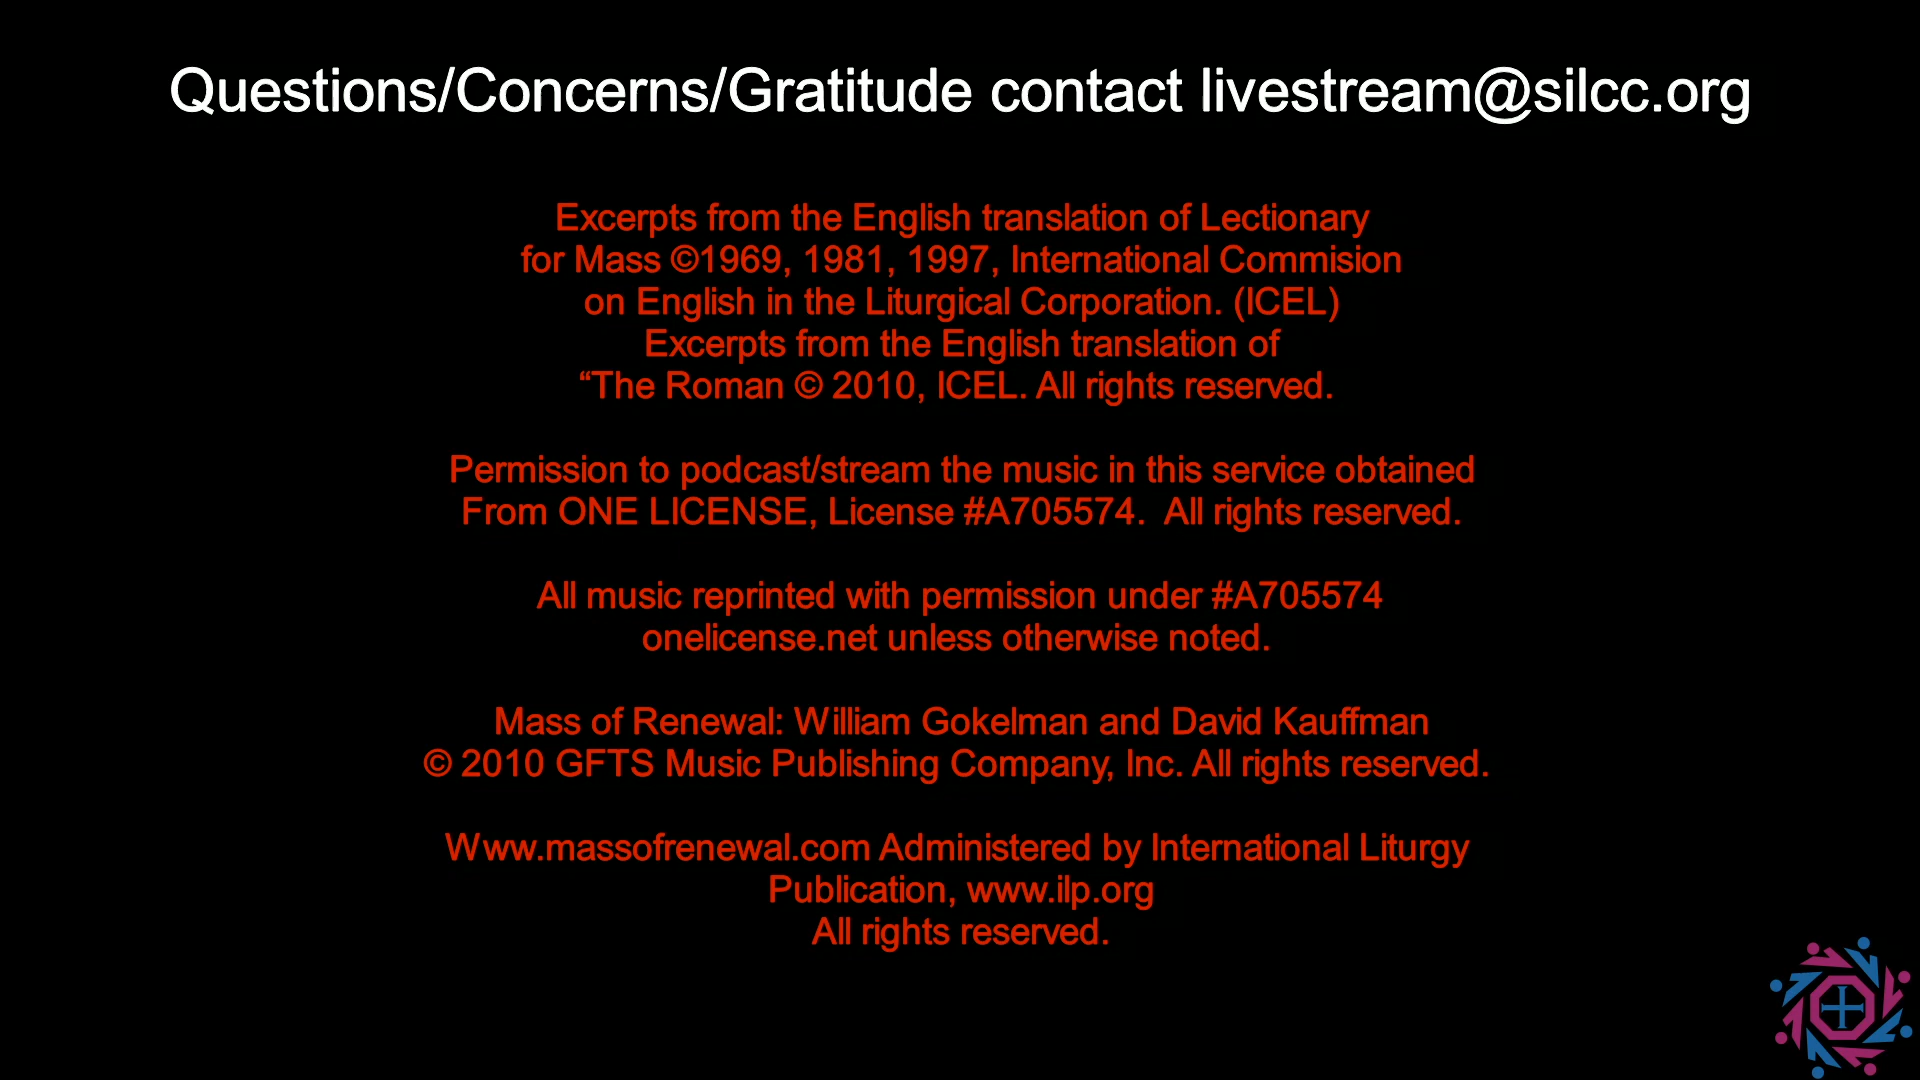 Questions/Concerns/Gratitude contact livestream@silcc.org
Excerpts from the English translation of Lectionary
for Mass ©1969, 1981, 1997, International Commision
on English in the Liturgical Corporation. (ICEL)
Excerpts from the English translation of
“The Roman © 2010, ICEL. All rights reserved.
Permission to podcast/stream the music in this service obtained
From ONE LICENSE, License #A705574.  All rights reserved.
All music reprinted with permission under #A705574
onelicense.net unless otherwise noted.
Mass of Renewal: William Gokelman and David Kauffman
© 2010 GFTS Music Publishing Company, Inc. All rights reserved.
Www.massofrenewal.com Administered by International Liturgy
Publication, www.ilp.org
All rights reserved.